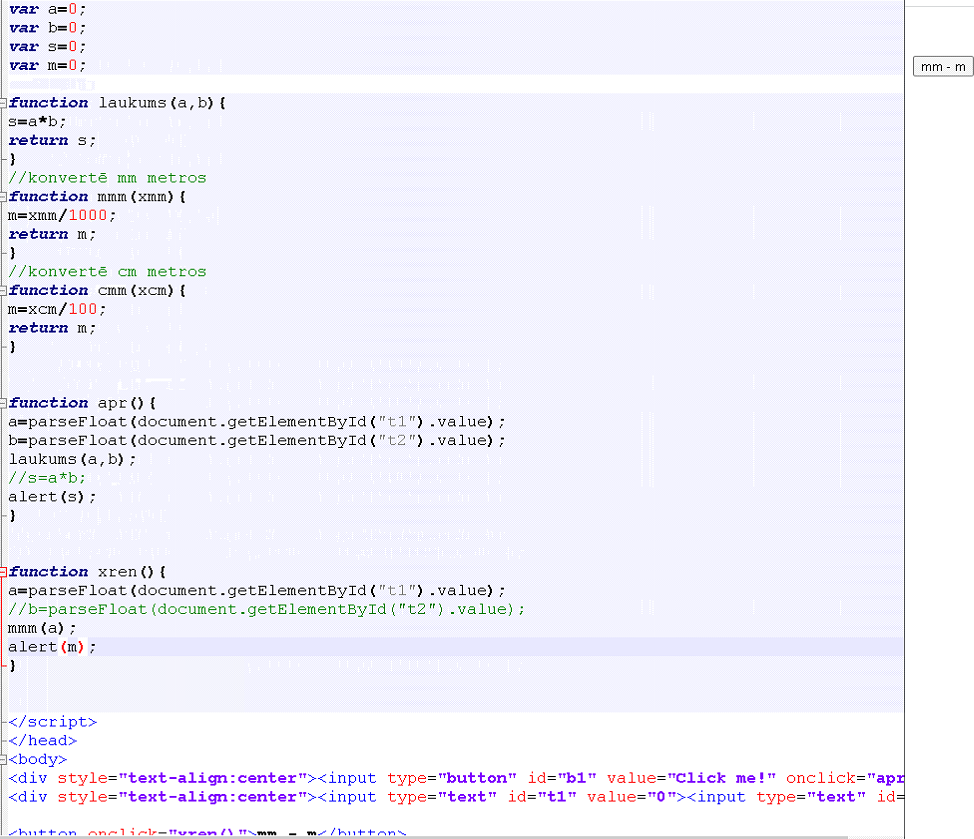 var a=0;
var b=0;
var s=0;
var m=0;
mm - m
function laukums(a,b){
s=a*b;
return s;
}
//konvertē mm metros
function mmm(xmm){
m=xmm/1000;
return m;
}
//konvertē cm metros
function cmm(xcm){
m=xcm/100;
return m;
}
function apr(){
a=parseFloat(document.getElementById("t1").value);
b=parseFloat(document.getElementById("t2").value);
laukums(a,b);
//s=a*b;
alert(s);
}
function xren(){
a=parseFloat(document.getElementById("t1").value);
//b=parseFloat(document.getElementById("t2").value);
mmm(a);
alert(m);
}
</script>
</head>
<body>
<div style="text-align:center"><input type="button" id="b1" value="Click me!" onclick="apr
<div style="text-align:center"><input type="text" id="t1" value="0"><input type="text" id=
<button onclick="xren()">mm - m</button>